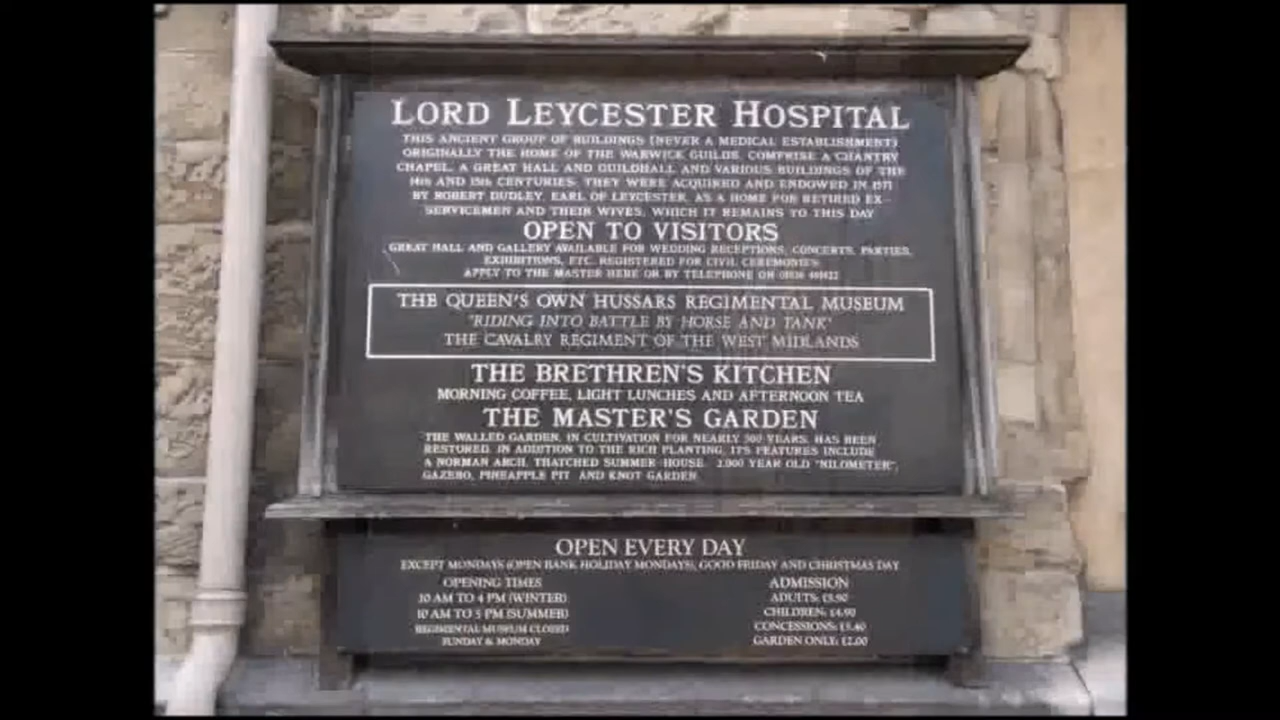 LORD LEYCESTER HOSPITAL
THIS ANCIENT GROUP OF BUILDINGS (NEVER A MEDICAL ESTABLISHMENT)
ORIGINALLY THE HOME OF THE WARWICK GUILDS, COMPRISE A CHANTRY
CHAPEL, A GREAT HALL AND GUILDHALL AND VARIOUS BUILDINGS OF THE
14th AND 15th CENTURIES. THEY WERE ACQUIRED AND ENDOWED IN 1571
BY ROBERT DUDLEY, EARL OF LEYCESTER, AS A HOME FOR RETIRED EX-
SERVICEMEN AND THEIR WIVES, WHICH IT REMAINS TO THIS DAY
OPEN TO VISITORS
GREAT HALL AND GALLERY AVAILABLE FOR WEDDING RECEPTIONS, CONCERTS, PARTIES,
EXHIBITIONS, ETC. REGISTERED FOR CIVIL CEREMONIES
APPLY TO THE MASTER HERE OR BY TELEPHONE ON
THE QUEEN'S OWN HUSSARS REGIMENTAL MUSEUM
"RIDING INTO BATTLE BY HORSE AND TANK"
THE CAVALRY REGIMENT OF THE WEST MIDLANDS
THE BRETHREN'S KITCHEN
MORNING COFFEE, LIGHT LUNCHES AND AFTERNOON TEA
THE MASTER'S GARDEN
THE WALLED GARDEN, IN CULTIVATION FOR NEARLY 500 YEARS, HAS BEEN
RESTORED. IN ADDITION TO THE RICH PLANTING, IT'S FEATURES INCLUDE
A NORMAN ARCH, THATCHED SUMMER-HOUSE, 2,000 YEAR OLD "NILOMETER",
GAZEBO, PINEAPPLE PIT AND KNOT GARDEN
OPEN EVERY DAY
EXCEPT MONDAYS (OPEN BANK HOLIDAY MONDAYS), GOOD FRIDAY AND CHRISTMAS DAY
OPENING TIMES
10 AM TO 4 PM (WINTER)
10 AM TO 5 PM (SUMMER)
REGIMENTAL MUSEUM CLOSED
SUNDAY & MONDAY
ADMISSION
ADULTS:
CHILDREN: £4.90
CONCESSIONS:
GARDEN ONLY: £2.00